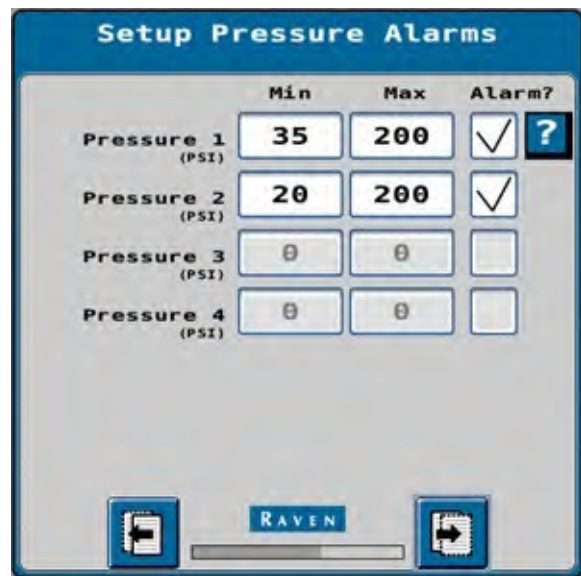 Setup Pressure Alarms
Min Max Alarm?
Pressure 1 35 200 ?
(PSI)
Pressure 2 20 200
(PSI)
Pressure 3 0 0
(PSI)
Pressure 4 0 0
(PSI)
RAVEN